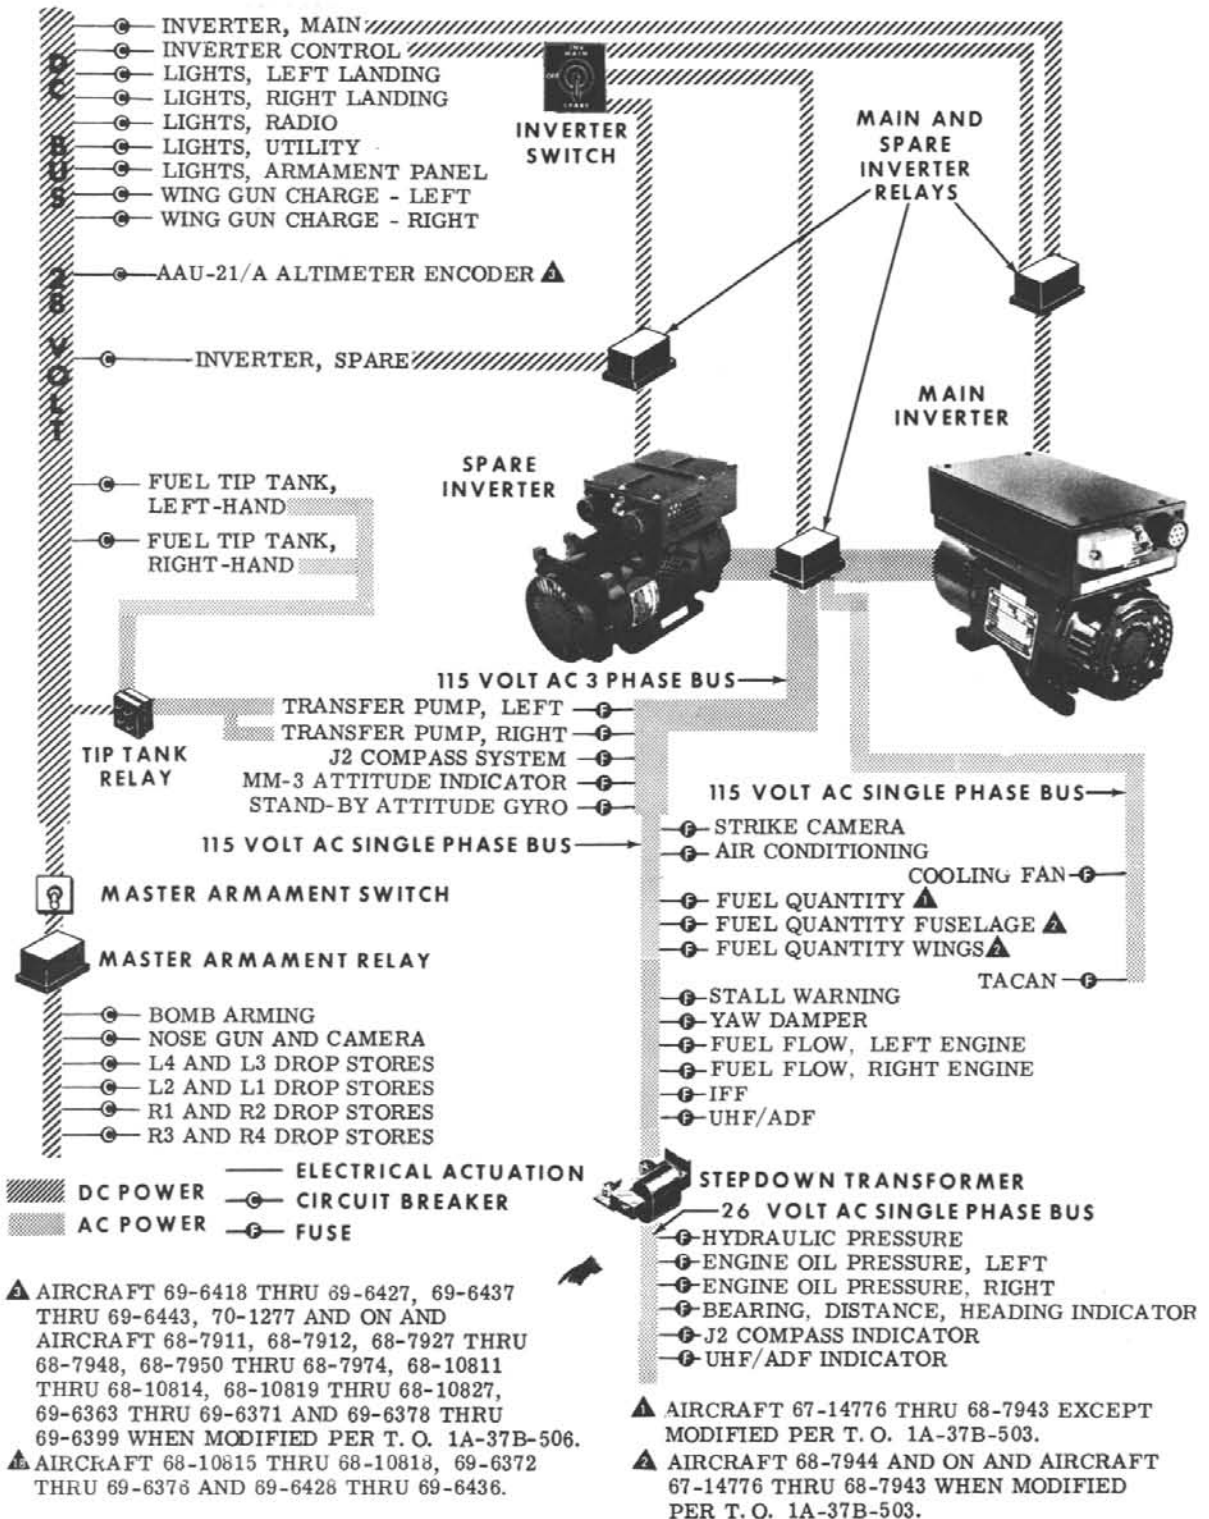 INVERTER, MAIN
INVERTER CONTROL
LIGHTS, LEFT LANDING
LIGHTS, RIGHT LANDING
LIGHTS, RADIO
LIGHTS, UTILITY
LIGHTS, ARMAMENT PANEL
WING GUN CHARGE - LEFT
WING GUN CHARGE - RIGHT
AAU-21/A ALTIMETER ENCODER 3
INVERTER, SPARE
28 VOLT DC BUS
INV
MAIN
OFF
SPARE
INVERTER
SWITCH
MAIN AND
SPARE
INVERTER
RELAYS
MAIN
INVERTER
SPARE
INVERTER
FUEL TIP TANK,
LEFT-HAND
FUEL TIP TANK,
RIGHT-HAND
115 VOLT AC 3 PHASE BUS
TRANSFER PUMP, LEFT F
TRANSFER PUMP, RIGHT F
J2 COMPASS SYSTEM F
MM-3 ATTITUDE INDICATOR F
STAND-BY ATTITUDE GYRO F
TIP TANK
RELAY
115 VOLT AC SINGLE PHASE BUS
115 VOLT AC SINGLE PHASE BUS
F STRIKE CAMERA
F AIR CONDITIONING
COOLING FAN F
F FUEL QUANTITY 1
F FUEL QUANTITY FUSELAGE 2
F FUEL QUANTITY WINGS 2
TACAN F
F STALL WARNING
F YAW DAMPER
F FUEL FLOW, LEFT ENGINE
F FUEL FLOW, RIGHT ENGINE
F IFF
F UHF/ADF
MASTER ARMAMENT SWITCH
MASTER ARMAMENT RELAY
C BOMB ARMING
C NOSE GUN AND CAMERA
C L4 AND L3 DROP STORES
C L2 AND L1 DROP STORES
C R1 AND R2 DROP STORES
C R3 AND R4 DROP STORES
DC POWER
AC POWER
ELECTRICAL ACTUATION
C CIRCUIT BREAKER
F FUSE
STEPDOWN TRANSFORMER
26 VOLT AC SINGLE PHASE BUS
F HYDRAULIC PRESSURE
F ENGINE OIL PRESSURE, LEFT
F ENGINE OIL PRESSURE, RIGHT
F BEARING, DISTANCE, HEADING INDICATOR
F J2 COMPASS INDICATOR
F UHF/ADF INDICATOR
3 AIRCRAFT 69-6418 THRU 69-6427, 69-6437
THRU 69-6443, 70-1277 AND ON AND
AIRCRAFT 68-7911, 68-7912, 68-7927 THRU
68-7948, 68-7950 THRU 68-7974, 68-10811
THRU 68-10814, 68-10819 THRU 68-10827,
69-6363 THRU 69-6371 AND 69-6378 THRU
69-6399 WHEN MODIFIED PER T. O. 1A-37B-506.
AIRCRAFT 68-10815 THRU 68-10818, 69-6372
THRU 69-6376 AND 69-6428 THRU 69-6436.
1 AIRCRAFT 67-14776 THRU 68-7943 EXCEPT
MODIFIED PER T. O. 1A-37B-503.
2 AIRCRAFT 68-7944 AND ON AND AIRCRAFT
67-14776 THRU 68-7943 WHEN MODIFIED
PER T. O. 1A-37B-503.